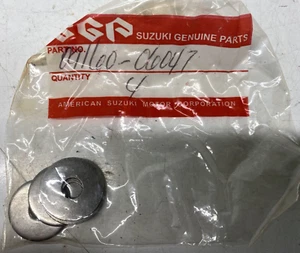 SGP
SUZUKI GENUINE PARTS
PART NO.
QUANTITY
4
AMERICAN SUZUKI MOTOR CORPORATION